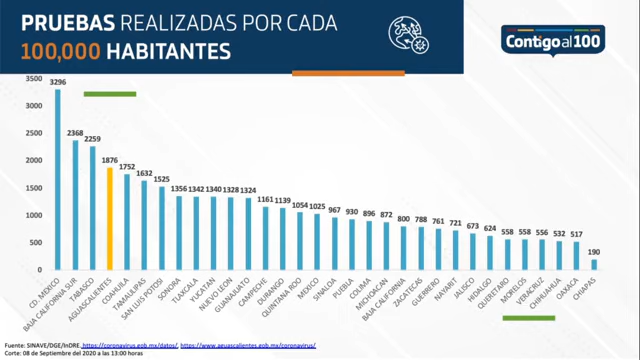 PRUEBAS REALIZADAS POR CADA
100,000 HABITANTES
Contigo al 100
3500
3000
2500
2000
1500
1000
500
0
3296
2368
2259
1876
1752
1632
1525
1356
1342
1340
1328
1324
1161
1139
1054
1025
967
930
896
872
800
788
761
721
673
624
558
558
556
532
517
190
CD. MEXICO
BAJA CALIFORNIA SUR
TABASCO
AGUASCALIENTES
COAHUILA
TAMAULIPAS
SAN LUIS POTOSI
SONORA
TLAXCALA
YUCATAN
NUEVO LEON
GUANAJUATO
CAMPECHE
DURANGO
QUINTANA ROO
MEXICO
SINALOA
PUEBLA
COLIMA
MICHOACAN
BAJA CALIFORNIA
ZACATECAS
GUERRERO
NAYARIT
JALISCO
HIDALGO
QUERETARO
MORELOS
VERACRUZ
CHIHUAHUA
OAXACA
CHIAPAS
Fuente: SINAVE/DGE/InDRE. https://coronavirus.gob.mx/datos/, https://www.aguascalientes.gob.mx/coronavirus/
Corte: 08 de Septiembre del 2020 a las 13:00 horas